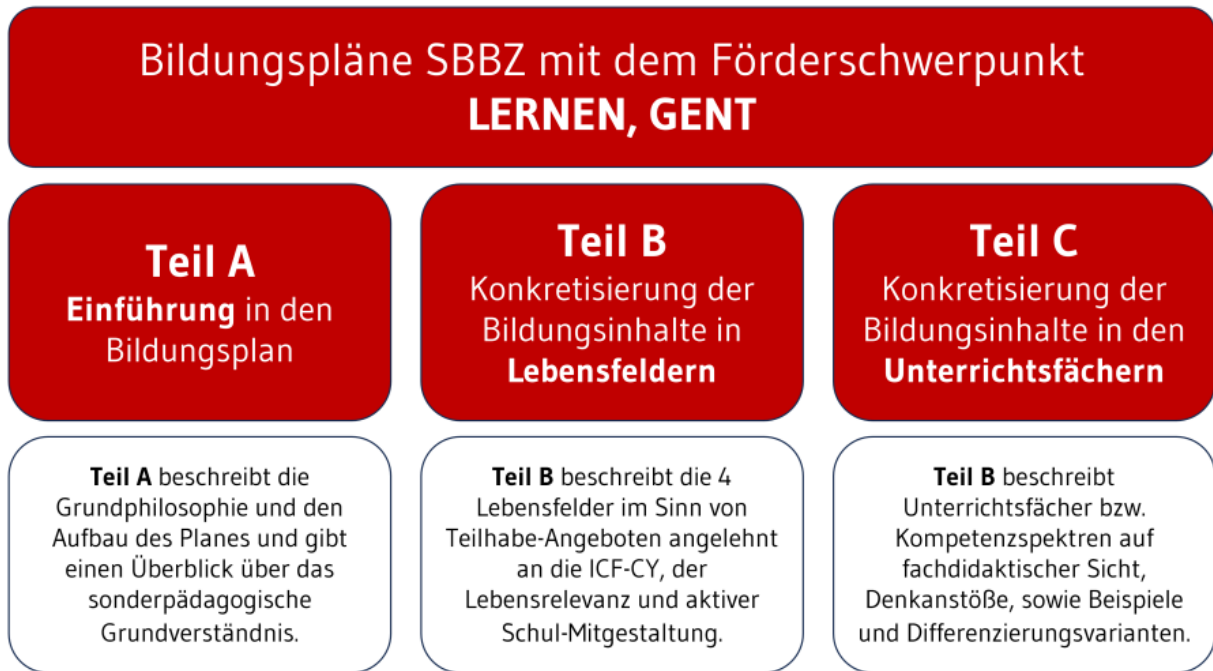 Bildungspläne SBBZ mit dem Förderschwerpunkt
LERNEN, GENT
Teil A
Einführung in den
Bildungsplan
Teil B
Konkretisierung der
Bildungsinhalte in
Lebensfeldern
Teil C
Konkretisierung der
Bildungsinhalte in den
Unterrichtsfächern
Teil A beschreibt die
Grundphilosophie und den
Aufbau des Planes und gibt
einen Überblick über das
sonderpädagogische
Grundverständnis.
Teil B beschreibt die 4
Lebensfelder im Sinn von
Teilhabe-Angeboten angelehnt
an die ICF-CY, der
Lebensrelevanz und aktiver
Schul-Mitgestaltung.
Teil B beschreibt
Unterrichtsfächer bzw.
Kompetenzspektren auf
fachdidaktischer Sicht,
Denkanstöße, sowie Beispiele
und Differenzierungsvarianten.